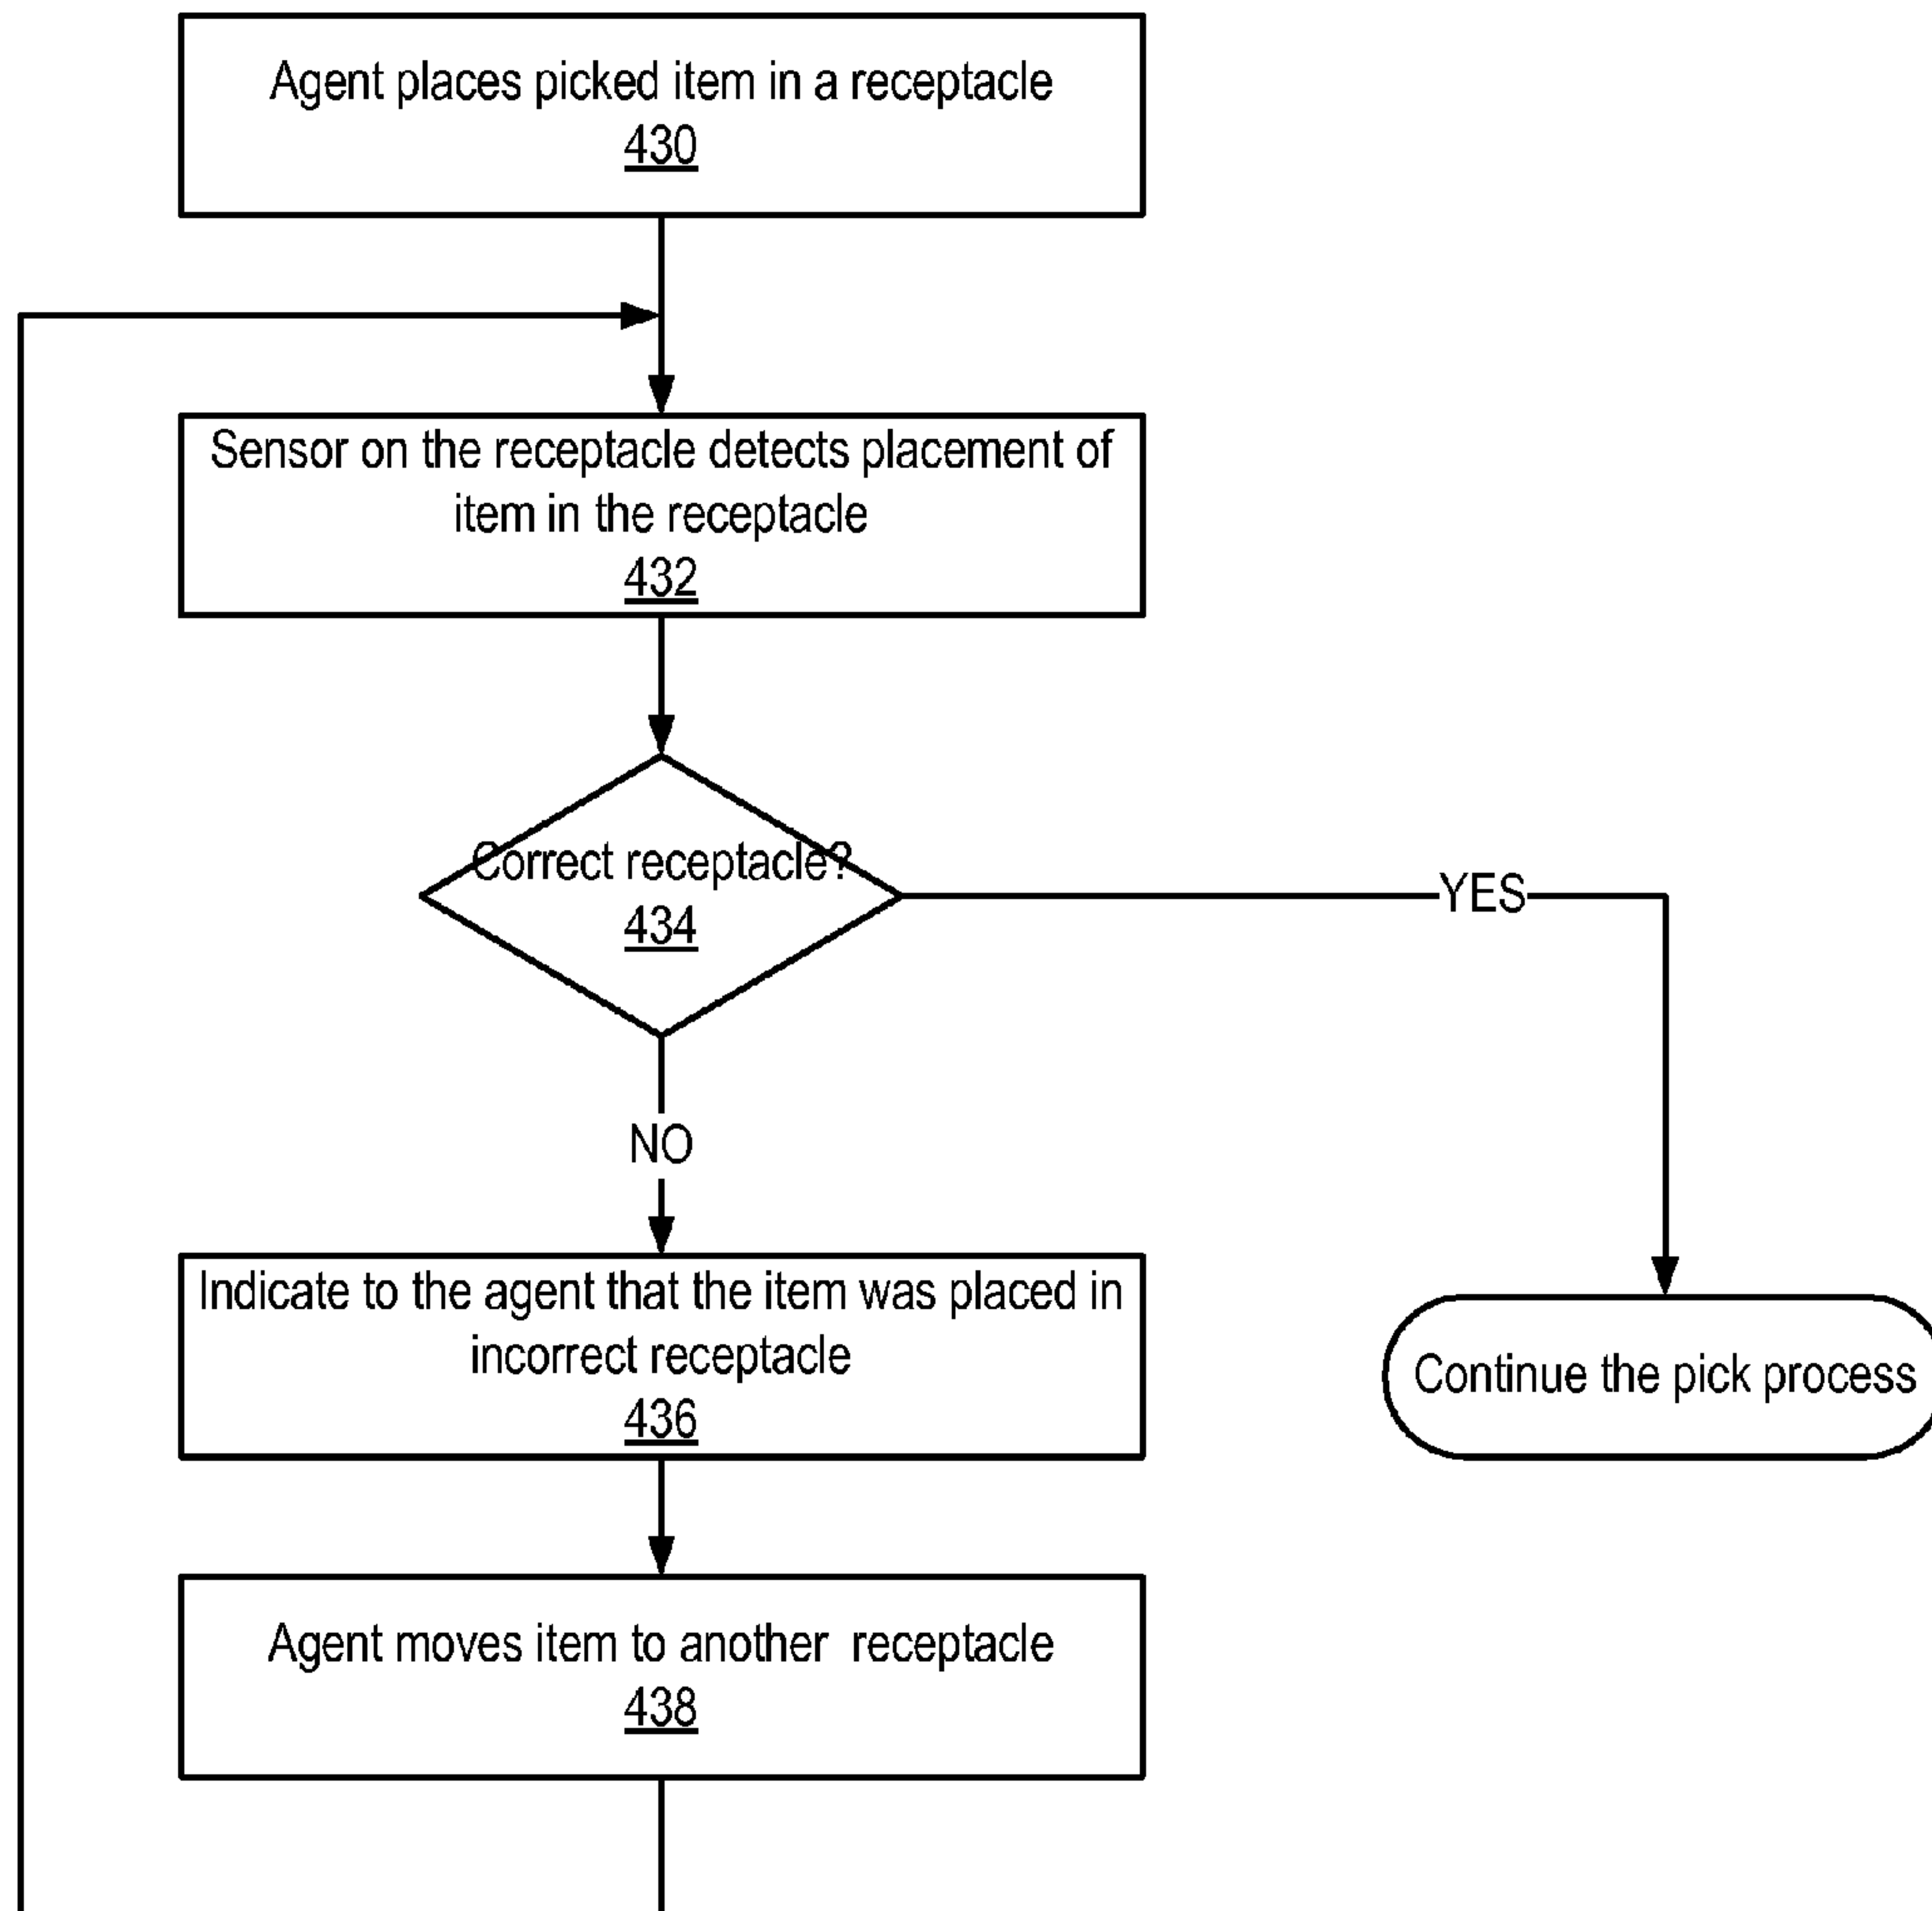 Agent places picked item in a receptacle
430
Sensor on the receptacle detects placement of
item in the receptacle
432
Correct receptacle?
434
YES
NO
Indicate to the agent that the item was placed in
incorrect receptacle
436
Continue the pick process
Agent moves item to another receptacle
438